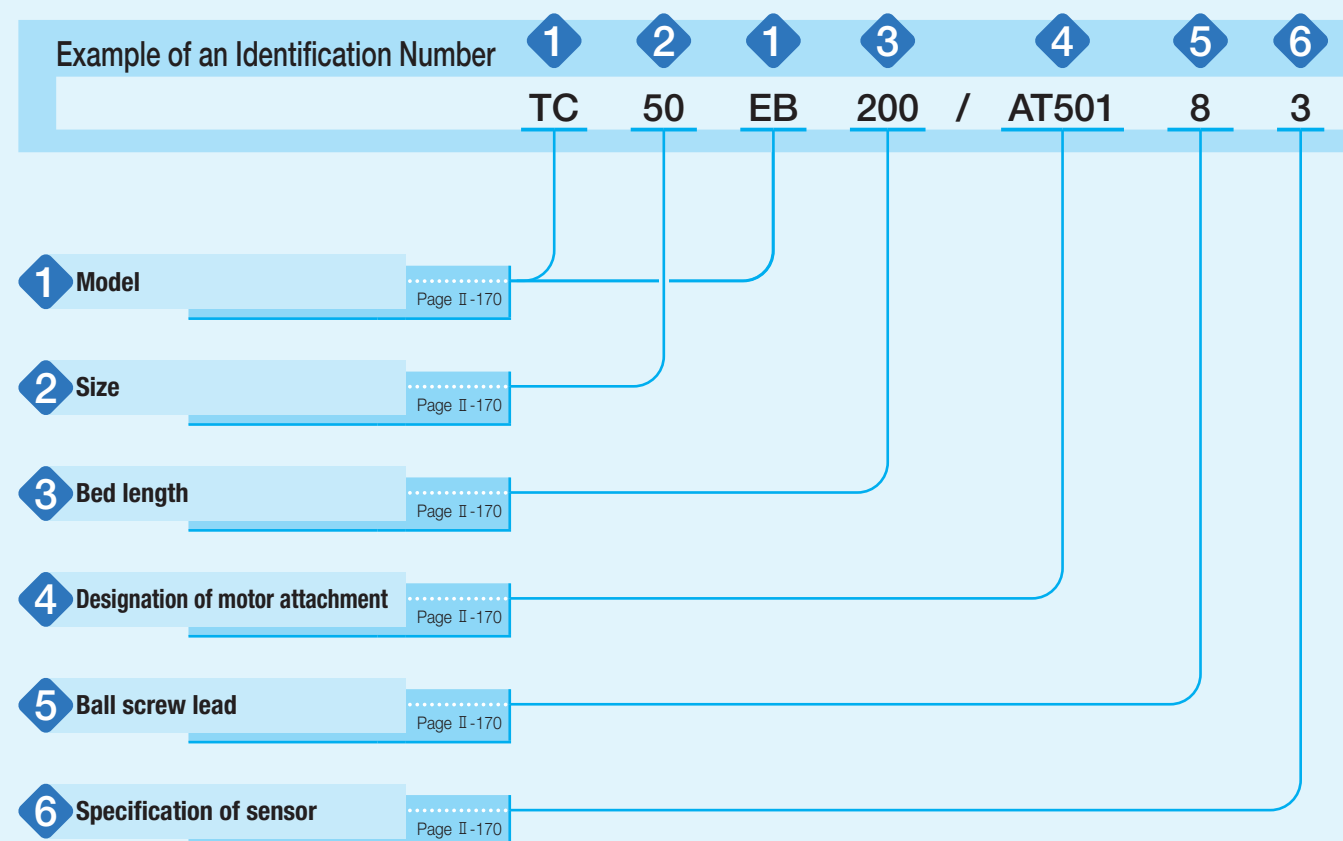 Example of an Identification Number 1 2 1 3 4 5 6
TC 50 EB 200 / AT501 8 3
1 Model
Page Ⅱ-170
2 Size
Page Ⅱ-170
3 Bed length
Page Ⅱ-170
4 Designation of motor attachment
Page Ⅱ-170
5 Ball screw lead
Page Ⅱ-170
6 Specification of sensor
Page Ⅱ-170